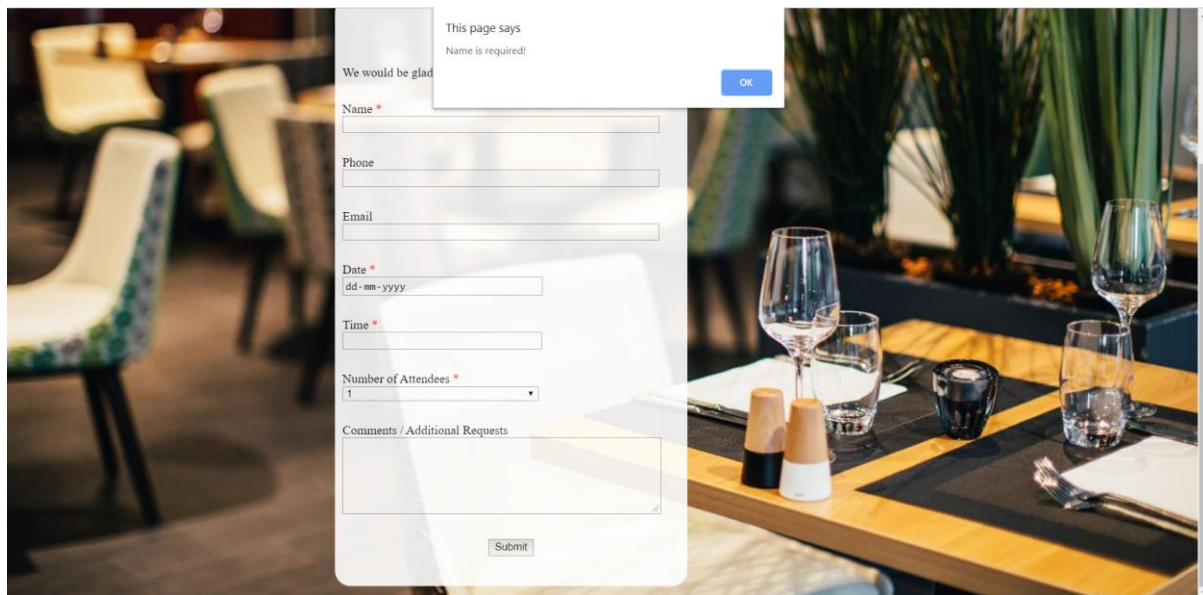 This page says
Name is required!
OK
We would be glad
Name *
Phone
Email
Date *
dd-mm-yyyy
Time *
Number of Attendees *
1
Comments / Additional Requests
Submit